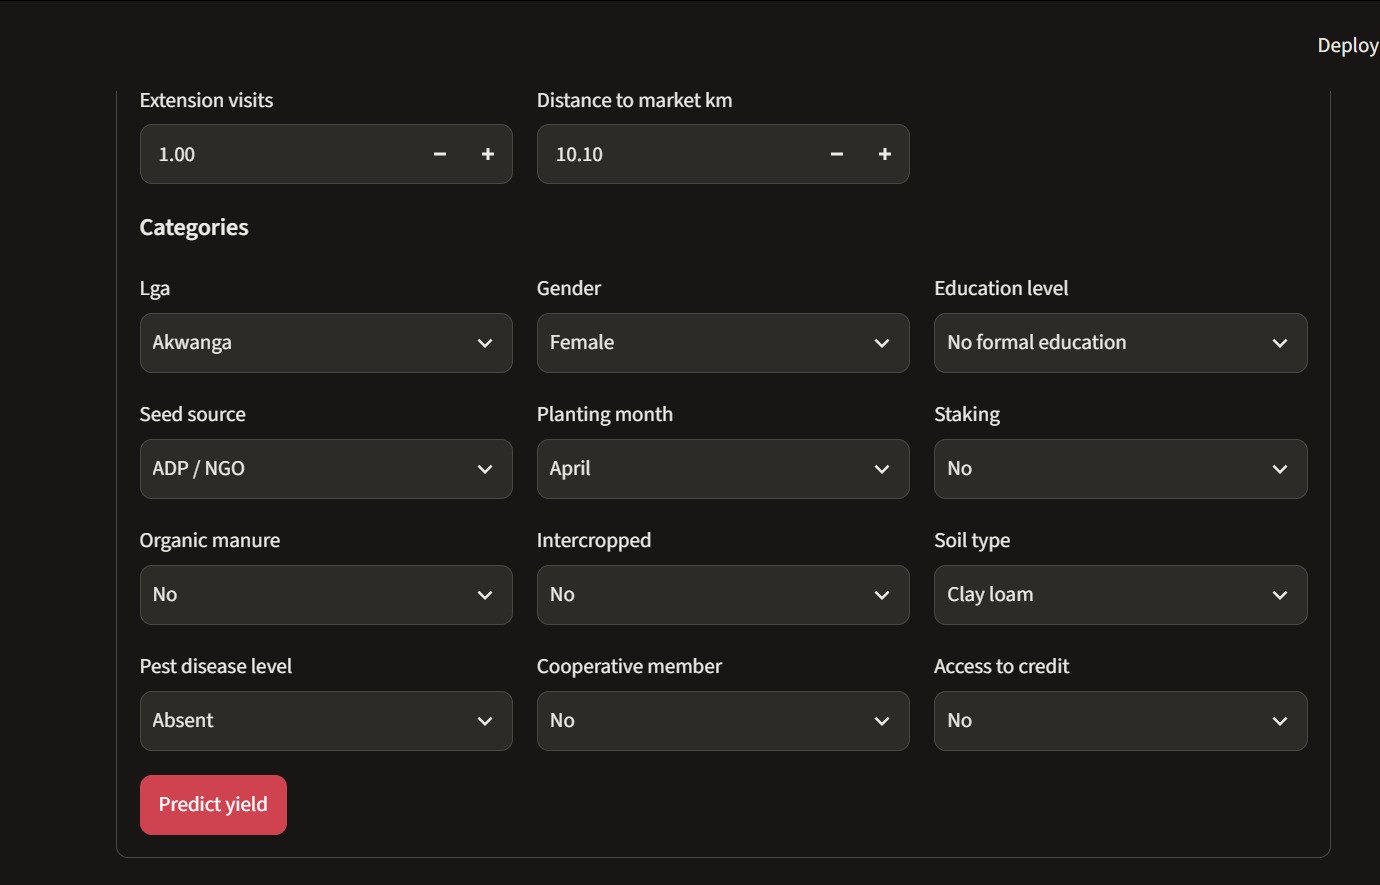 Deploy
Extension visits Distance to market km
1.00 10.10
Categories
Lga Gender Education level
Akwanga Female No formal education
Seed source Planting month Staking
ADP / NGO April No
Organic manure Intercropped Soil type
No No Clay loam
Pest disease level Cooperative member Access to credit
Absent No No
Predict yield